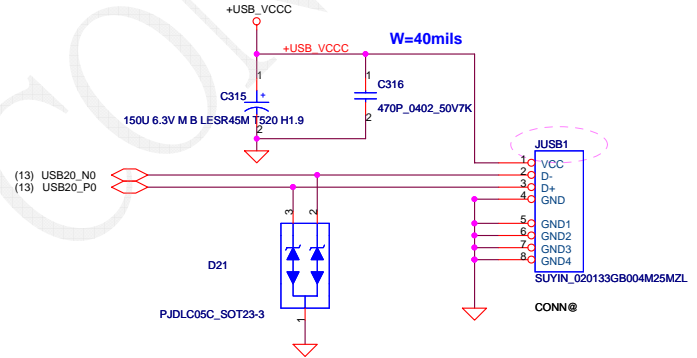 +USB_VCCC
+USB_VCCC
W=40mils
C315
1
+
2
150U 6.3V M B LESR45M T520 H1.9
1
C316
2
470P_0402_50V7K
JUSB1
1 VCC
2 D-
3 D+
4 GND
5 GND1
6 GND2
7 GND3
8 GND4
SUYIN_020133GB004M25MZL
CONN@
(13) USB20_N0
(13) USB20_P0
3
2
D21
1
PJDLC05C_SOT23-3